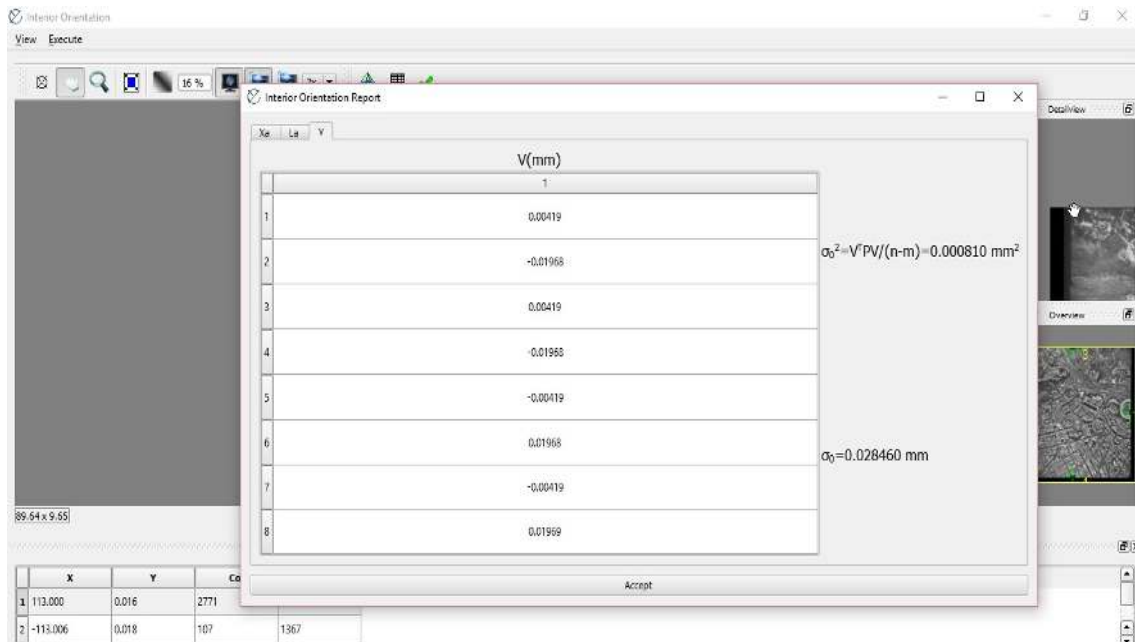 Interior Orientation
View Execute
16 %
Interior Orientation Report
DetailView
Xa La V
V(mm)
1
1 0.00419
2 -0.01968
σ₀²=VᵀPV/(n-m)=0.000810 mm²
3 0.00419
Overview
4 -0.01968
5 -0.00419
6 0.01968
σ₀=0.028460 mm
7 -0.00419
89.64 x 9.65
8 0.01969
X Y Co
Accept
1 113.000 0.016 2771
2 -113.006 0.018 107 1367